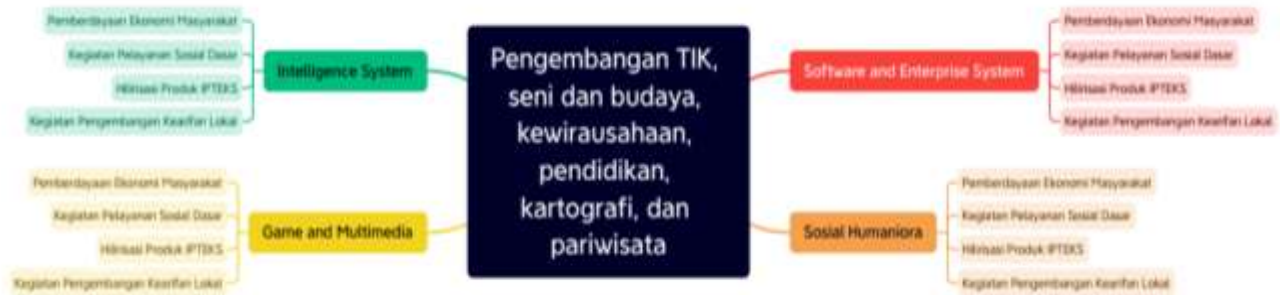 Pemberdayaan Ekonomi Masyarakat
Kegiatan Pelayanan Sosial Dasar
Hilirisasi Produk IPTEKS
Kegiatan Pengembangan Kearifan Lokal
Intelligence System
Pemberdayaan Ekonomi Masyarakat
Kegiatan Pelayanan Sosial Dasar
Hilirisasi Produk IPTEKS
Kegiatan Pengembangan Kearifan Lokal
Game and Multimedia
Pengembangan TIK,
seni dan budaya,
kewirausahaan,
pendidikan,
kartografi, dan
pariwisata
Software and Enterprise System
Pemberdayaan Ekonomi Masyarakat
Kegiatan Pelayanan Sosial Dasar
Hilirisasi Produk IPTEKS
Kegiatan Pengembangan Kearifan Lokal
Sosial Humaniora
Pemberdayaan Ekonomi Masyarakat
Kegiatan Pelayanan Sosial Dasar
Hilirisasi Produk IPTEKS
Kegiatan Pengembangan Kearifan Lokal